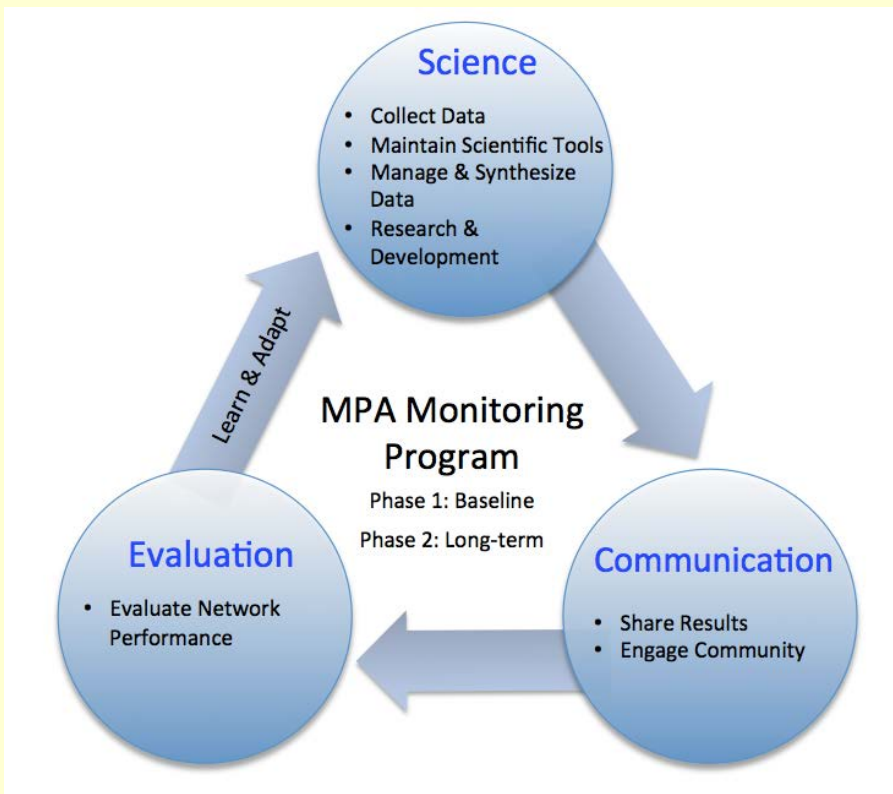 Science
• Collect Data
• Maintain Scientific Tools
• Manage & Synthesize
Data
• Research &
Development
Learn & Adapt
MPA Monitoring
Program
Phase 1: Baseline
Phase 2: Long-term
Evaluation
• Evaluate Network
Performance
Communication
• Share Results
• Engage Community